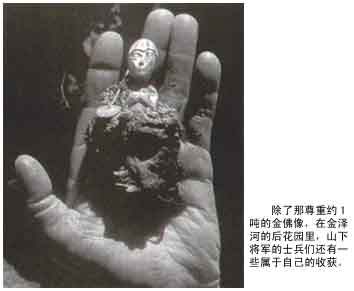 除了那尊重约1
吨的金佛像，在金泽
河的后花园里，山下
将军的士兵们还有一
些属于自己的收获。